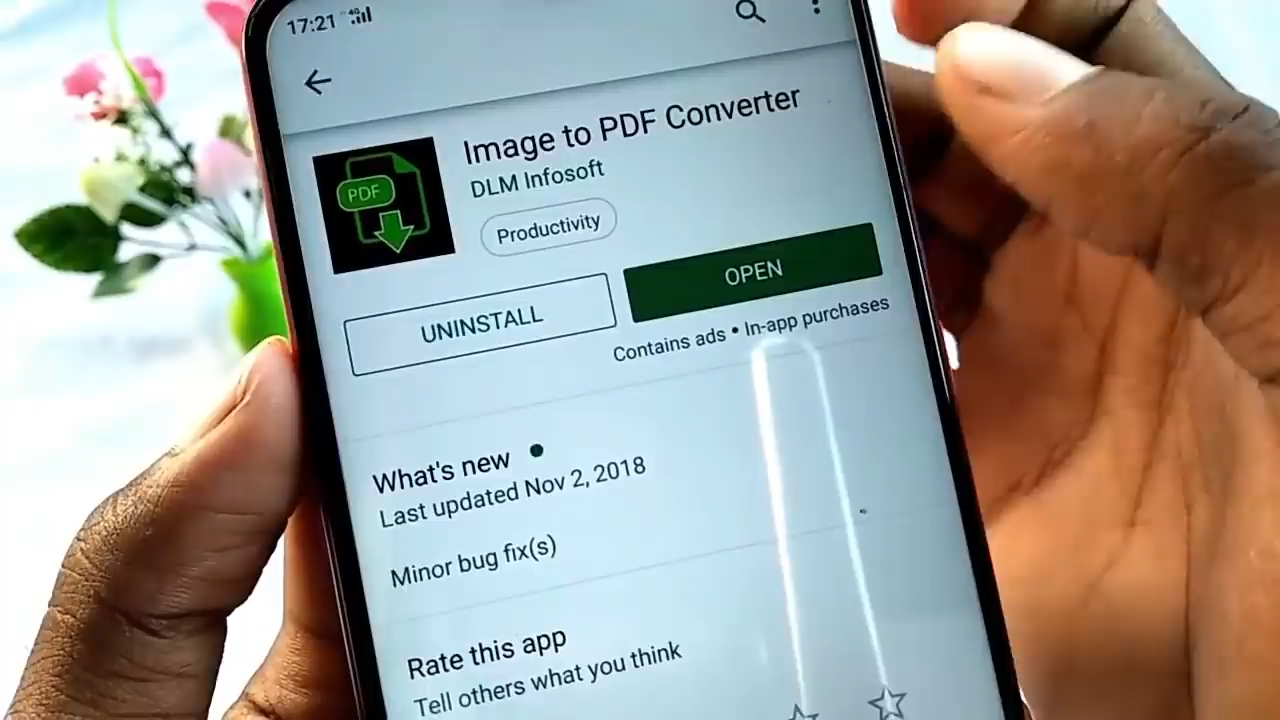 17:21 4G
Image to PDF Converter
PDF
DLM Infosoft
Productivity
UNINSTALL
OPEN
Contains ads • In-app purchases
What's new
Last updated Nov 2, 2018
Minor bug fix(s)
Rate this app
Tell others what you think